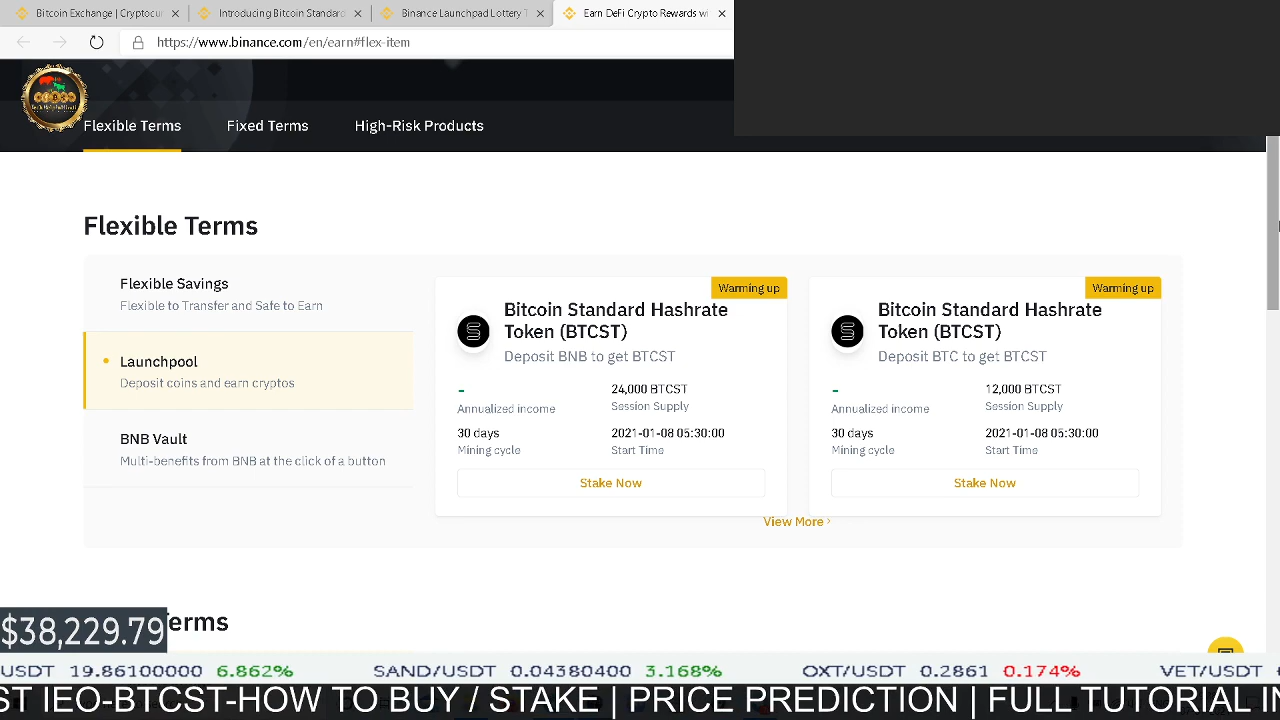 Bitcoin Exchange | Cryptocur
Introducing Bitcoin Standard
Binance Launchpad Lottery T
Earn DeFi Crypto Rewards wi
https://www.binance.com/en/earn#flex-item
Flexible Terms
Fixed Terms
High-Risk Products
Flexible Terms
Flexible Savings
Flexible to Transfer and Safe to Earn
Launchpool
Deposit coins and earn cryptos
BNB Vault
Multi-benefits from BNB at the click of a button
Warming up
Bitcoin Standard Hashrate
Token (BTCST)
Deposit BNB to get BTCST
-
24,000 BTCST
Annualized income
Session Supply
30 days
2021-01-08 05:30:00
Mining cycle
Start Time
Stake Now
Warming up
Bitcoin Standard Hashrate
Token (BTCST)
Deposit BTC to get BTCST
-
12,000 BTCST
Annualized income
Session Supply
30 days
2021-01-08 05:30:00
Mining cycle
Start Time
Stake Now
View More ›
$38,229.79
Terms
USDT 19.86100000 6.862% SAND/USDT 0.04380400 3.168% OXT/USDT 0.2861 0.174% VET/USDT
ST IEO-BTCST-HOW TO BUY / STAKE | PRICE PREDICTION | FULL TUTORIAL IN